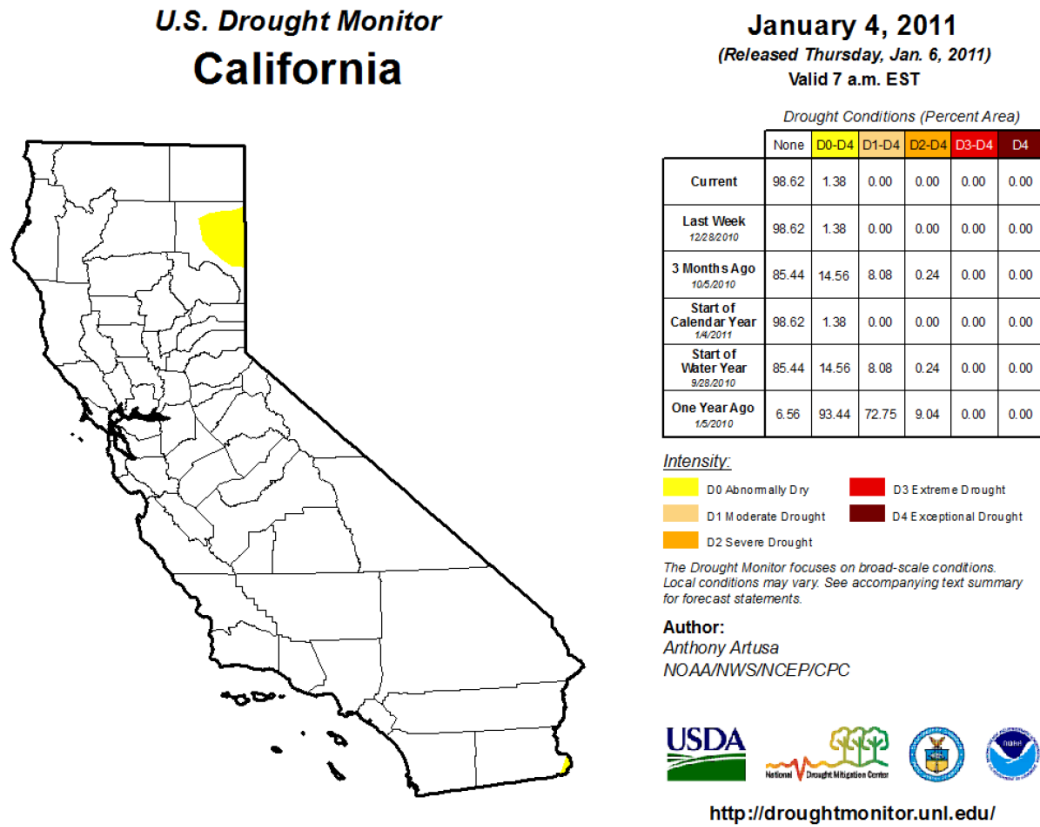 U.S. Drought Monitor
California
January 4, 2011
(Released Thursday, Jan. 6, 2011)
Valid 7 a.m. EST
Drought Conditions (Percent Area)
None D0-D4 D1-D4 D2-D4 D3-D4 D4
Current 98.62 1.38 0.00 0.00 0.00 0.00
Last Week
12/28/2010 98.62 1.38 0.00 0.00 0.00 0.00
3 Months Ago
10/5/2010 85.44 14.56 8.08 0.24 0.00 0.00
Start of
Calendar Year
1/4/2011 98.62 1.38 0.00 0.00 0.00 0.00
Start of
Water Year
9/28/2010 85.44 14.56 8.08 0.24 0.00 0.00
One Year Ago
1/5/2010 6.56 93.44 72.75 9.04 0.00 0.00
Intensity:
D0 Abnormally Dry
D1 Moderate Drought
D2 Severe Drought
D3 Extreme Drought
D4 Exceptional Drought
The Drought Monitor focuses on broad-scale conditions.
Local conditions may vary. See accompanying text summary
for forecast statements.
Author:
Anthony Artusa
NOAA/NWS/NCEP/CPC
USDA
National Drought Mitigation Center
noaa
http://droughtmonitor.unl.edu/